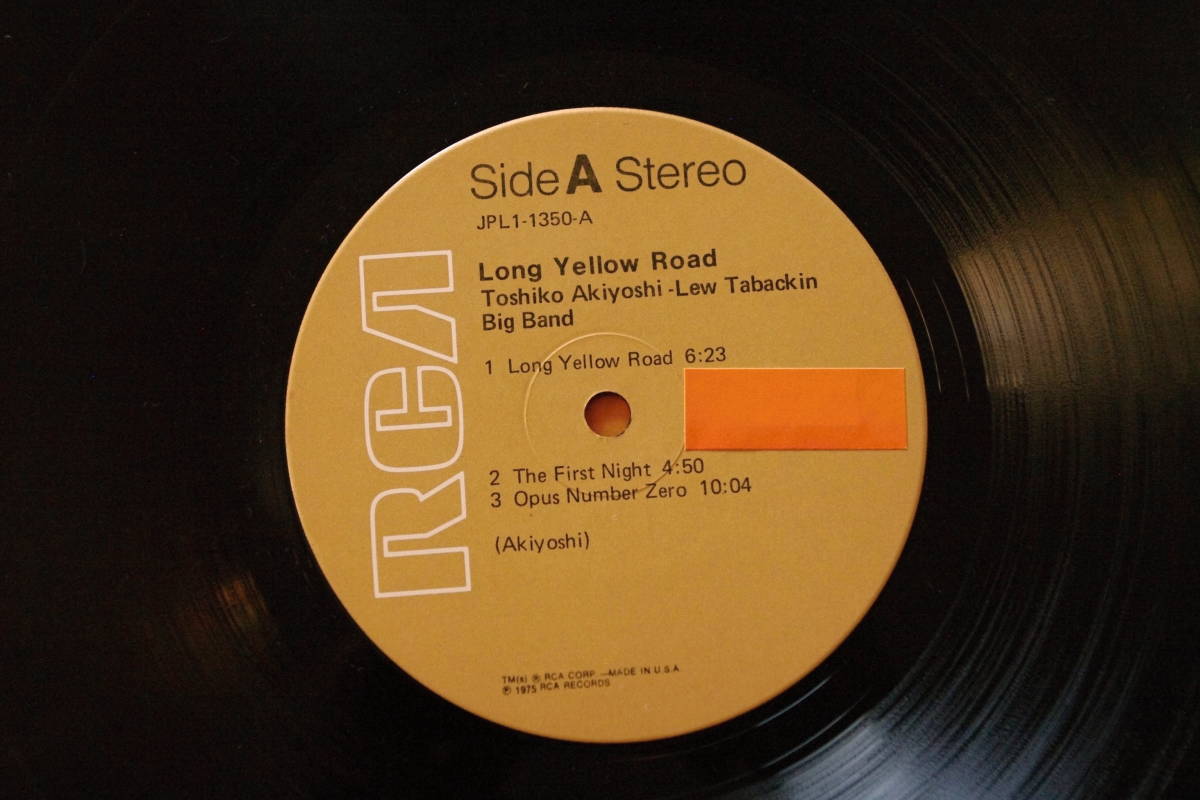 Side A Stereo
JPL1-1350-A
Long Yellow Road
Toshiko Akiyoshi -Lew Tabackin
Big Band
1 Long Yellow Road 6:23
2 The First Night 4:50
3 Opus Number Zero 10:04
(Akiyoshi)
TM(s) ® RCA CORP.—MADE IN U.S.A.
℗ 1975 RCA RECORDS
RCA